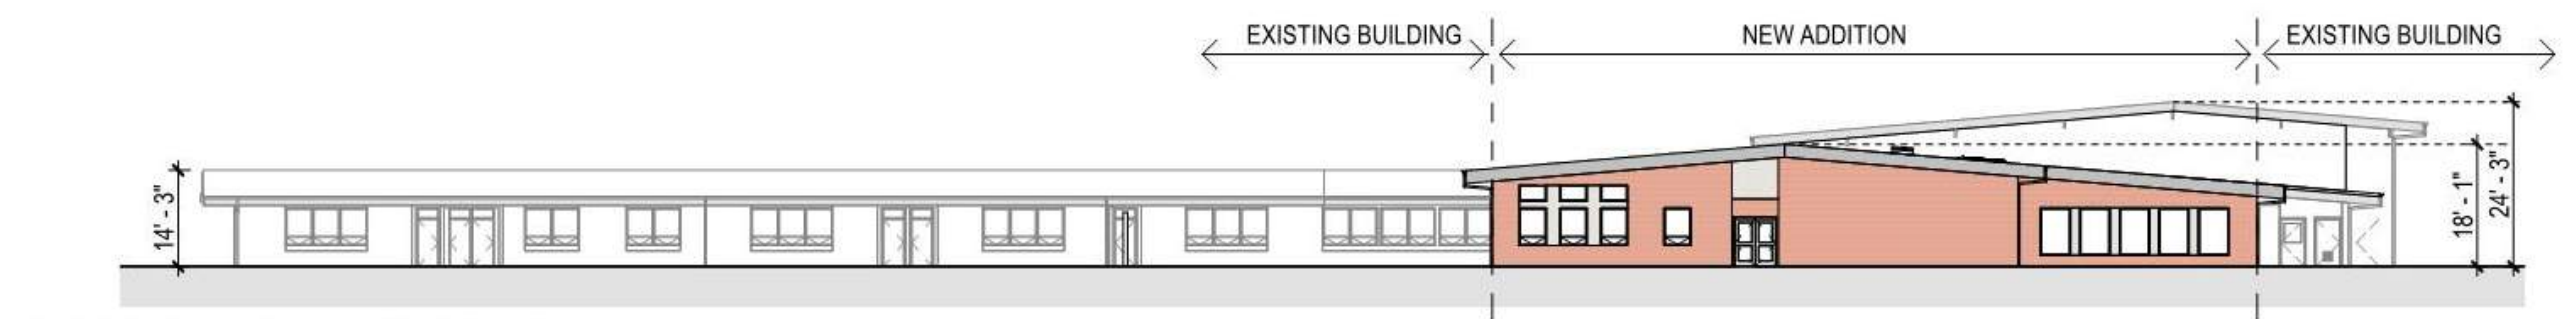 EXISTING BUILDING
NEW ADDITION
EXISTING BUILDING
14' - 3"
18' - 1"
24' - 3"